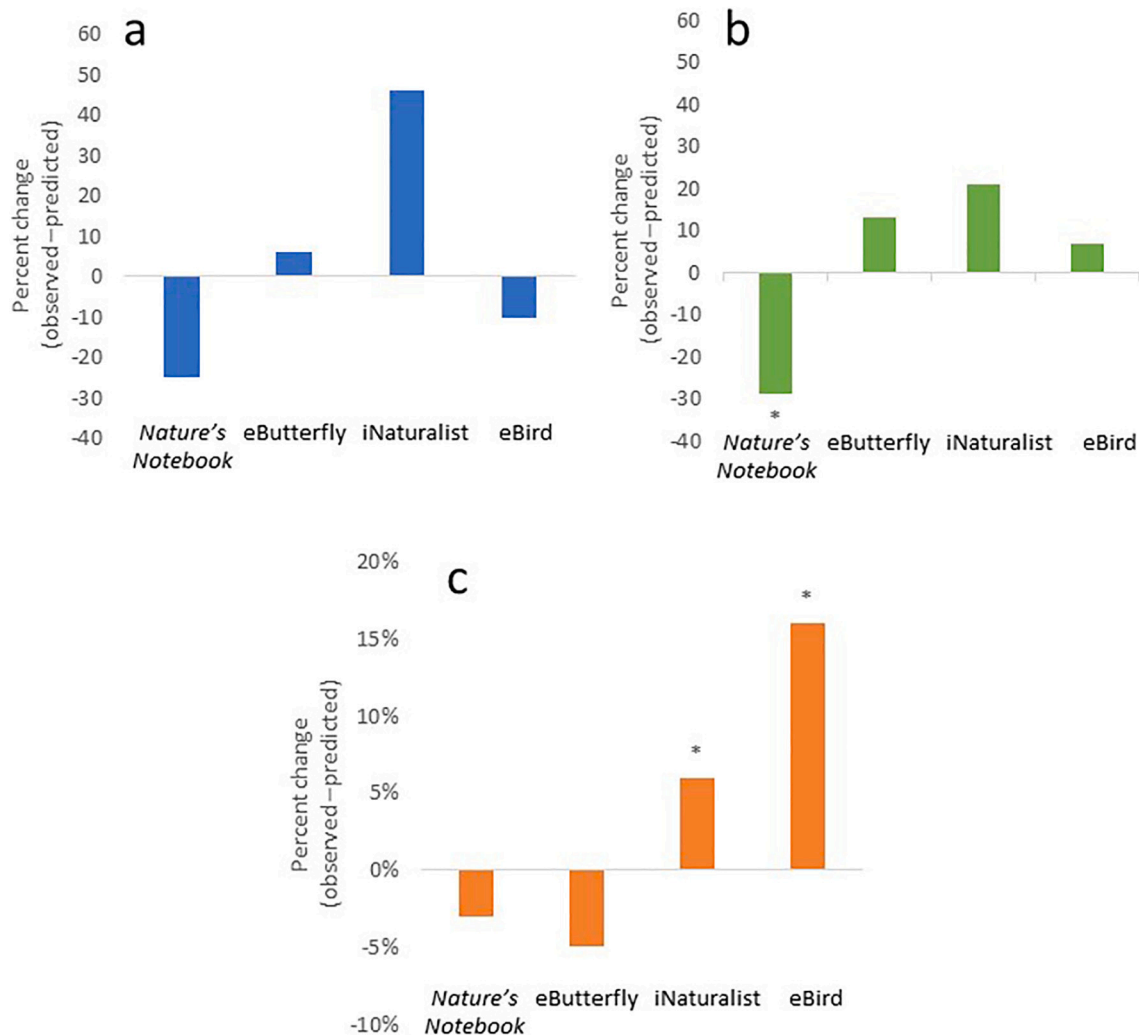 a
60
50
40
30
20
10
0
-10
-20
-30
-40
Percent change
(observed–predicted)
Nature's
Notebook
eButterfly
iNaturalist
eBird
b
60
50
40
30
20
10
0
-10
-20
-30
-40
Percent change
(observed–predicted)
*
Nature's
Notebook
eButterfly
iNaturalist
eBird
c
20%
15%
10%
5%
0%
-5%
-10%
Percent change
(observed–predicted)
*
*
Nature's
Notebook
eButterfly
iNaturalist
eBird